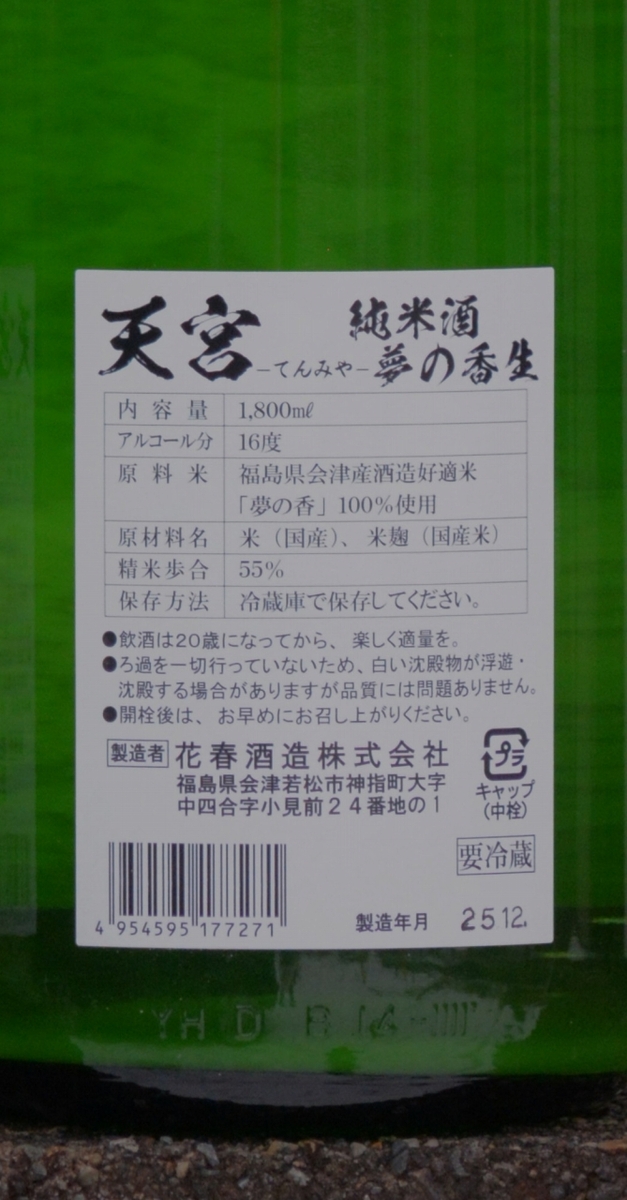 天宮 −てんみや−
純米酒
夢の香生
内容量 1,800㎖
アルコール分 16度
原料米 福島県会津産酒造好適米
「夢の香」100%使用
原材料名 米（国産）、米麹（国産米）
精米歩合 55%
保存方法 冷蔵庫で保存してください。
●飲酒は20歳になってから、楽しく適量を。
●ろ過を一切行っていないため、白い沈殿物が浮遊・
沈殿する場合がありますが品質には問題ありません。
●開栓後は、お早めにお召し上がりください。
製造者 花春酒造株式会社
福島県会津若松市神指町大字
中四合字小見前24番地の1
プラ
キャップ
（中栓）
要冷蔵
4 954595 177271
製造年月 25.12.